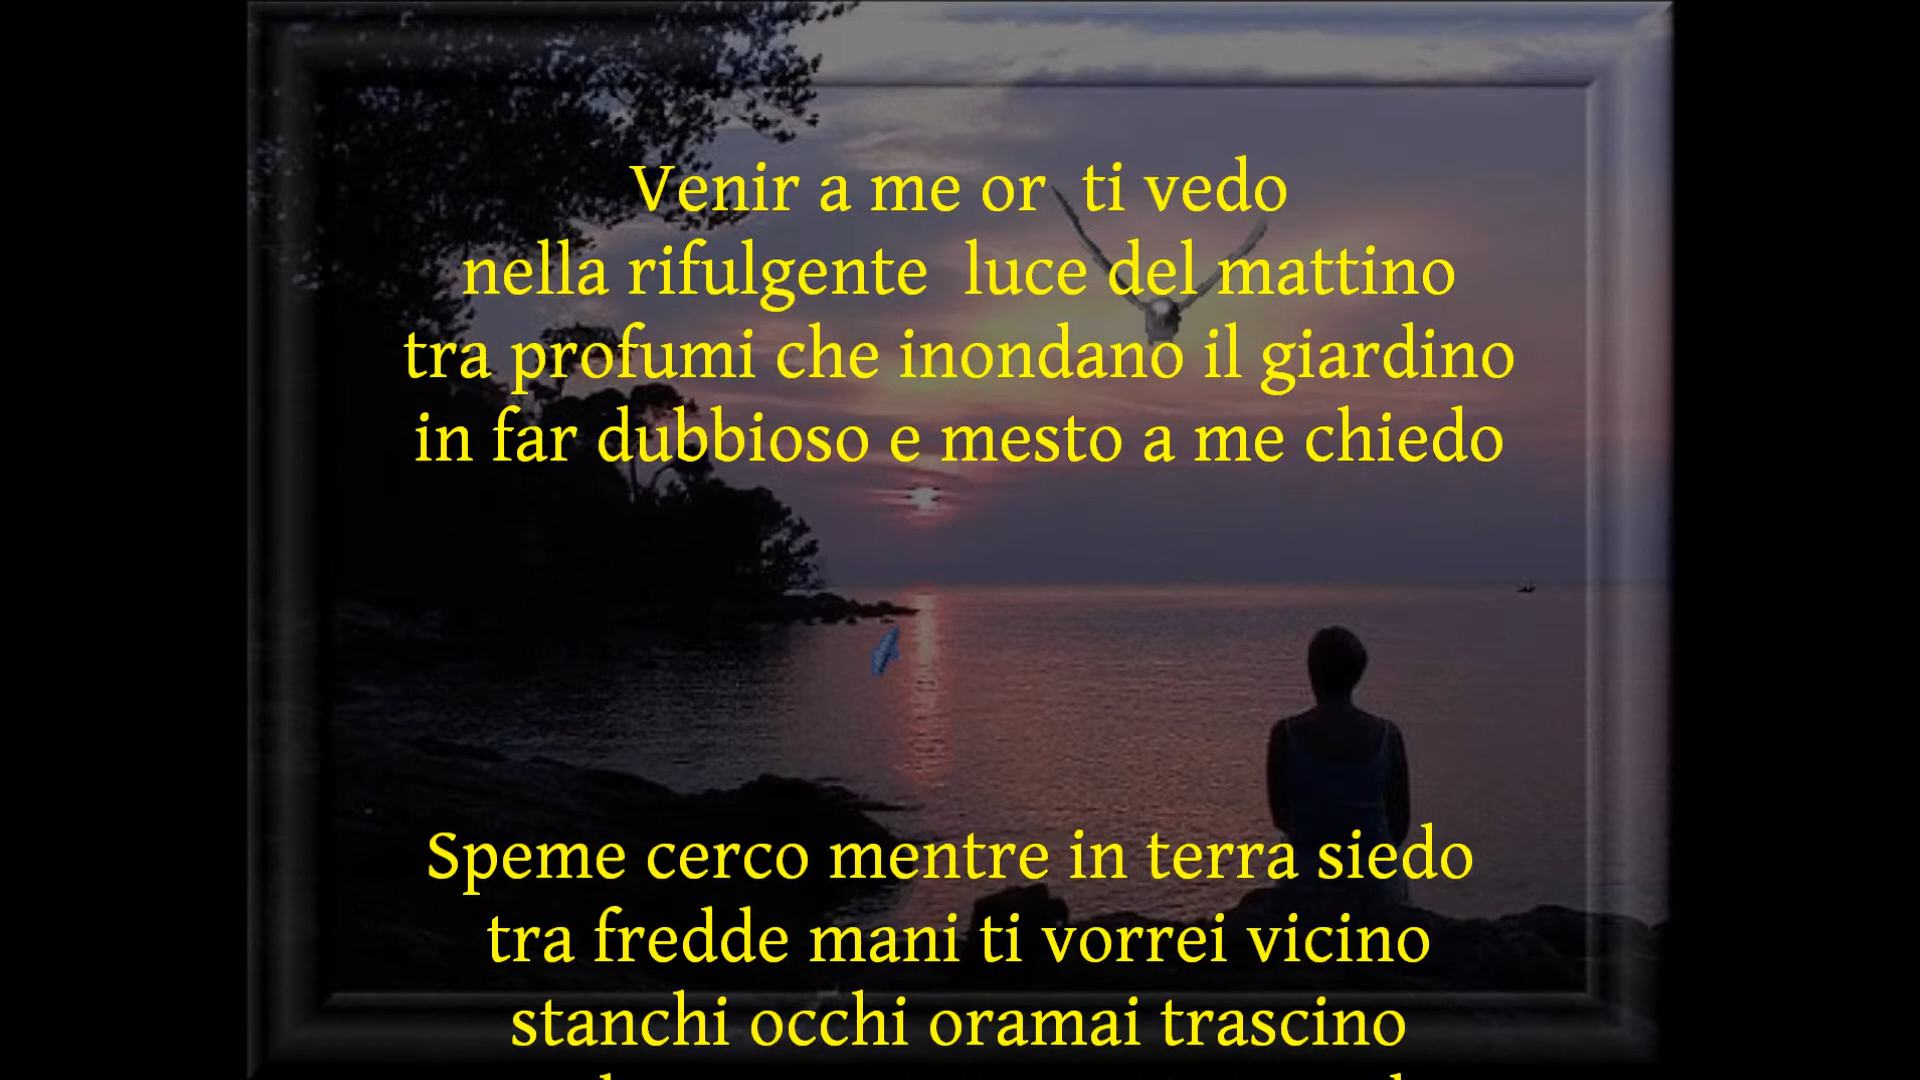 Venir a me or  ti vedo
nella rifulgente  luce del mattino
tra profumi che inondano il giardino
in far dubbioso e mesto a me chiedo
Speme cerco mentre in terra siedo
tra fredde mani ti vorrei vicino
stanchi occhi oramai trascino